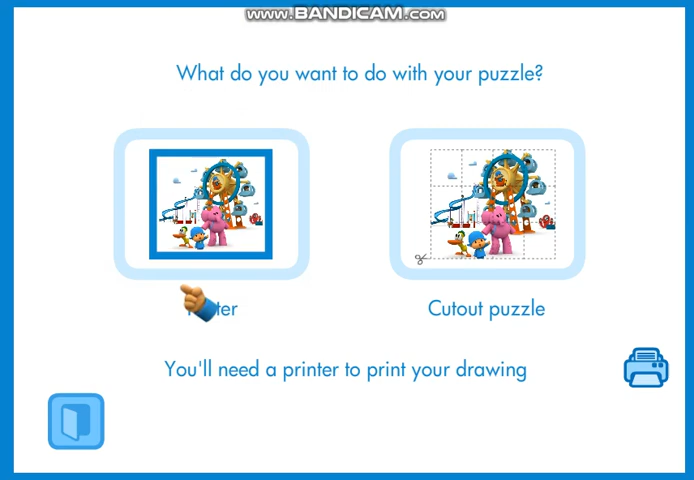 www.BANDICAM.com
What do you want to do with your puzzle?
Cutout puzzle
You'll need a printer to print your drawing